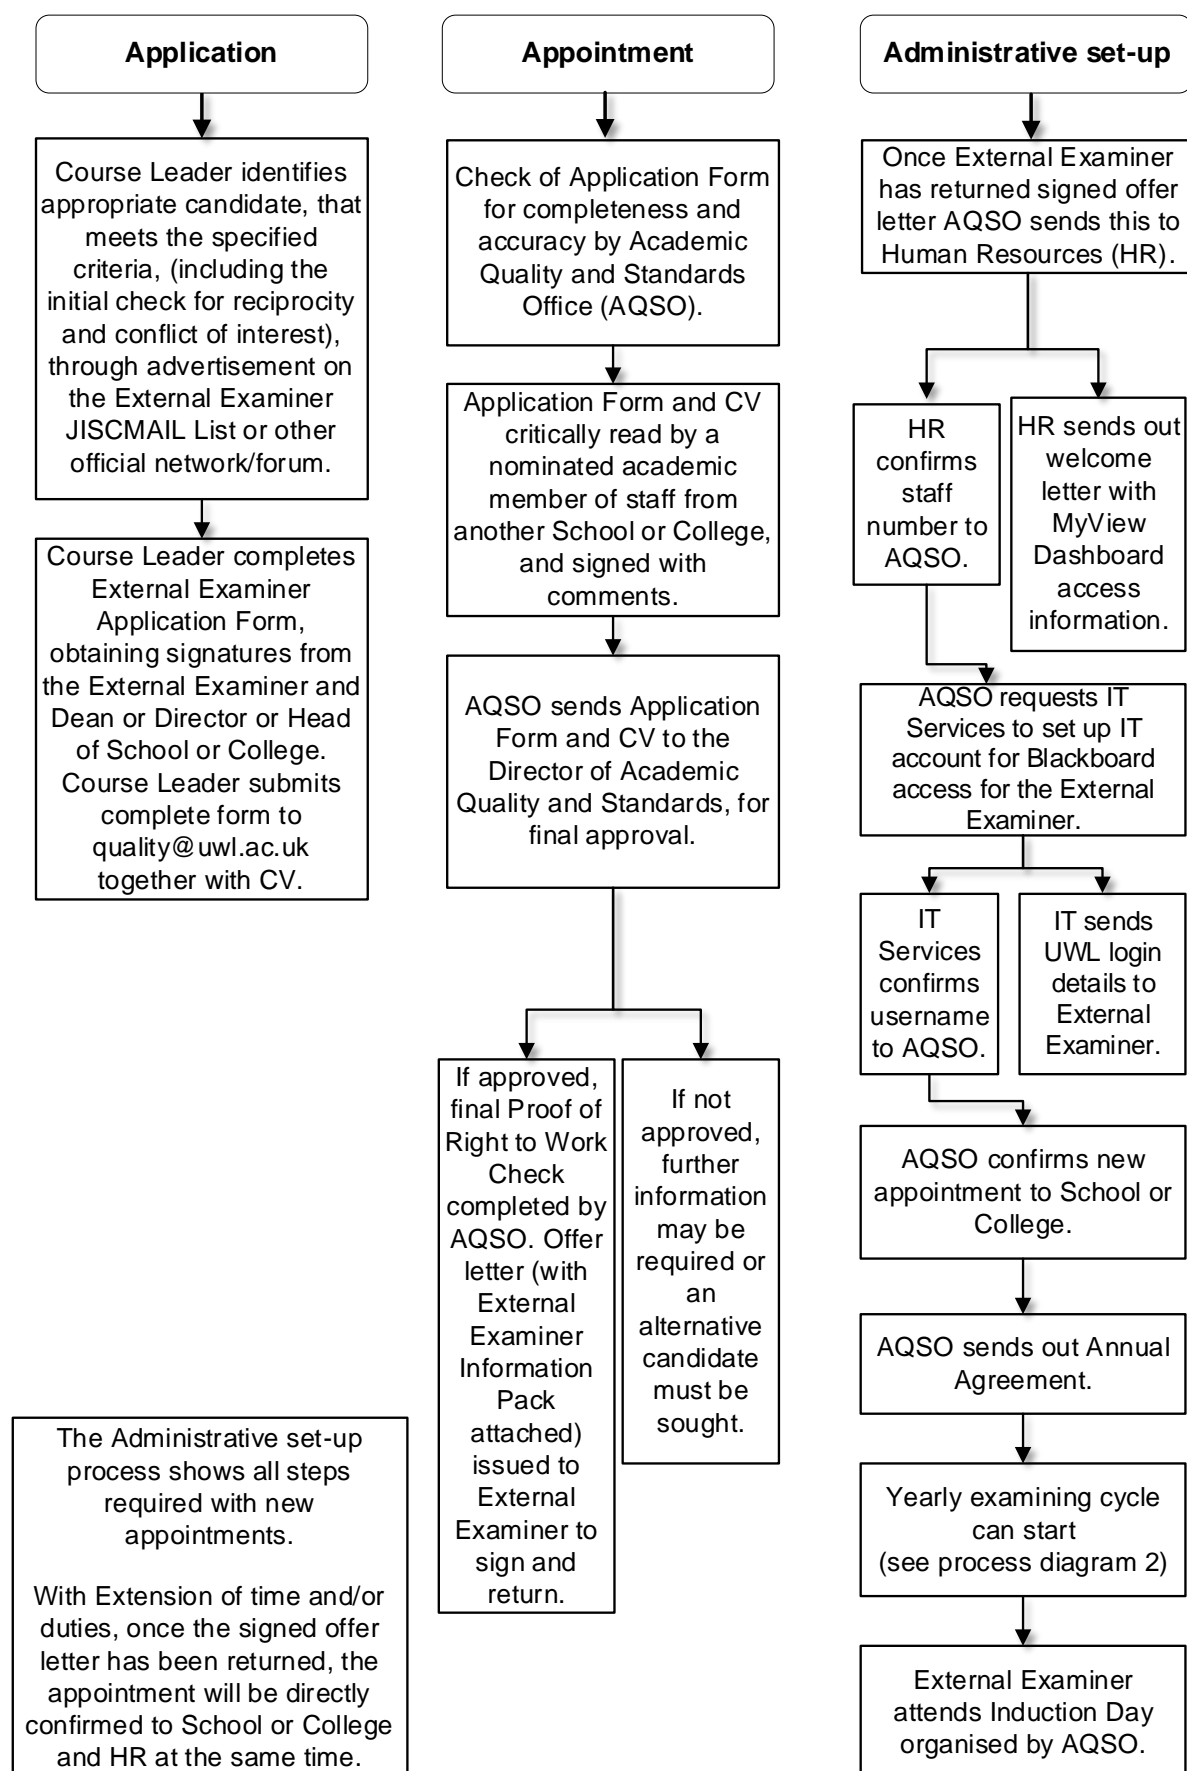 Application
Course Leader identifies
appropriate candidate, that
meets the specified
criteria, (including the
initial check for reciprocity
and conflict of interest),
through advertisement on
the External Examiner
JISCMAIL List or other
official network/forum.
Course Leader completes
External Examiner
Application Form,
obtaining signatures from
the External Examiner and
Dean or Director or Head
of School or College.
Course Leader submits
complete form to
quality@uwl.ac.uk
together with CV.
The Administrative set-up
process shows all steps
required with new
appointments.
With Extension of time and/or
duties, once the signed offer
letter has been returned, the
appointment will be directly
confirmed to School or College
and HR at the same time.
Appointment
Check of Application Form
for completeness and
accuracy by Academic
Quality and Standards
Office (AQSO).
Application Form and CV
critically read by a
nominated academic
member of staff from
another School or College,
and signed with
comments.
AQSO sends Application
Form and CV to the
Director of Academic
Quality and Standards, for
final approval.
If approved,
final Proof of
Right to Work
Check
completed by
AQSO. Offer
letter (with
External
Examiner
Information
Pack
attached)
issued to
External
Examiner to
sign and
return.
If not
approved,
further
information
may be
required or
an
alternative
candidate
must be
sought.
Administrative set-up
Once External Examiner
has returned signed offer
letter AQSO sends this to
Human Resources (HR).
HR
confirms
staff
number to
AQSO.
HR sends out
welcome
letter with
MyView
Dashboard
access
information.
AQSO requests IT
Services to set up IT
account for Blackboard
access for the External
Examiner.
IT
Services
confirms
username
to AQSO.
IT sends
UWL login
details to
External
Examiner.
AQSO confirms new
appointment to School or
College.
AQSO sends out Annual
Agreement.
Yearly examining cycle
can start
(see process diagram 2)
External Examiner
attends Induction Day
organised by AQSO.